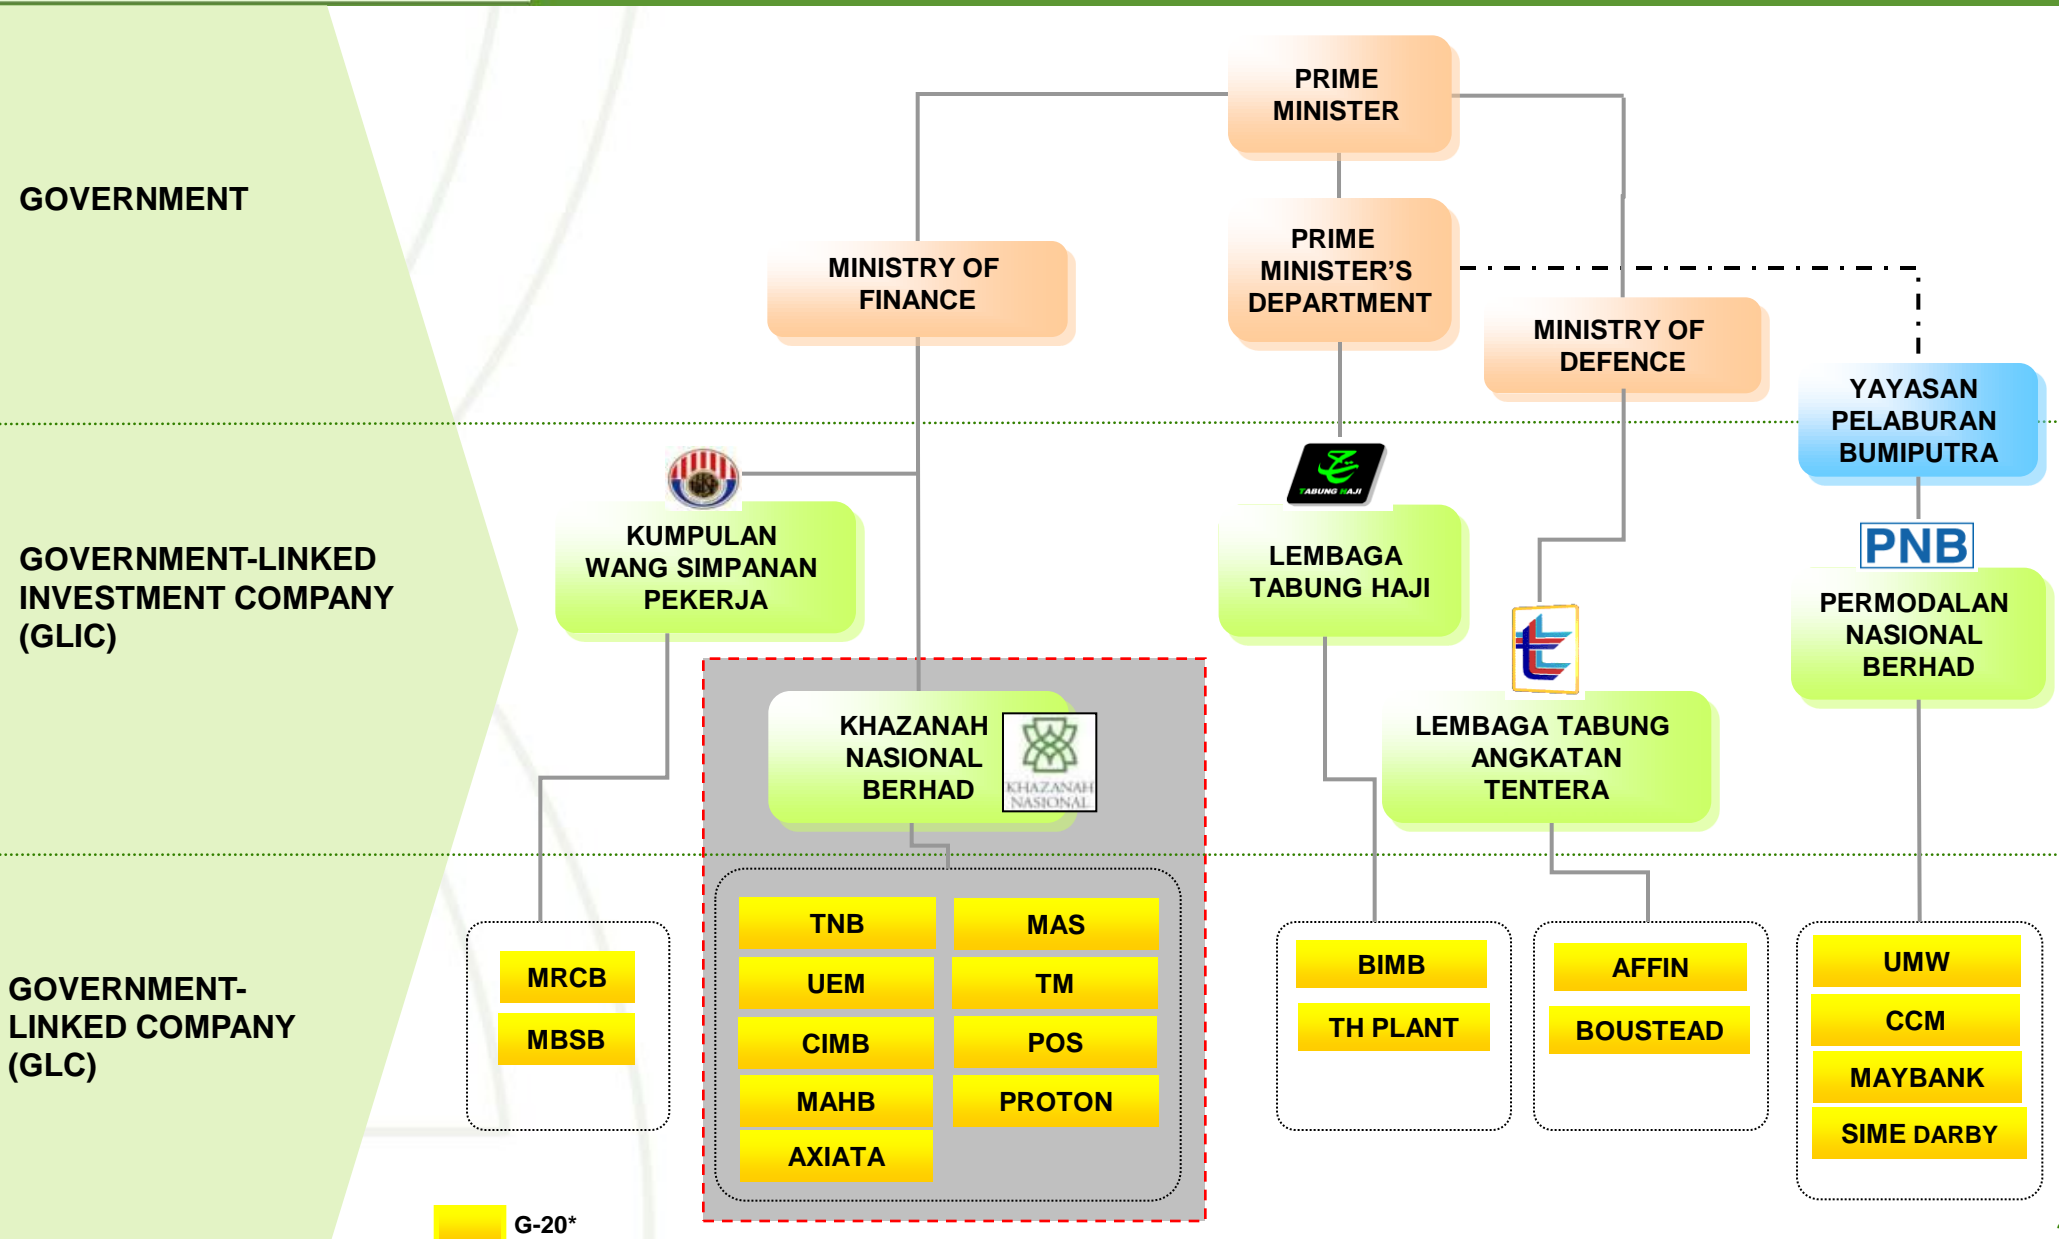 PRIME
MINISTER
GOVERNMENT
MINISTRY OF
FINANCE
PRIME
MINISTER’S
DEPARTMENT
MINISTRY OF
DEFENCE
YAYASAN
PELABURAN
BUMIPUTRA
GOVERNMENT-LINKED
INVESTMENT COMPANY
(GLIC)
KUMPULAN
WANG SIMPANAN
PEKERJA
TABUNG HAJI
LEMBAGA
TABUNG HAJI
PNB
PERMODALAN
NASIONAL
BERHAD
KHAZANAH
NASIONAL
BERHAD
KHAZANAH
NASIONAL
LEMBAGA TABUNG
ANGKATAN
TENTERA
GOVERNMENT-
LINKED COMPANY
(GLC)
MRCB
MBSB
TNB
UEM
CIMB
MAHB
AXIATA
MAS
TM
POS
PROTON
BIMB
TH PLANT
AFFIN
BOUSTEAD
UMW
CCM
MAYBANK
SIME DARBY
G-20*